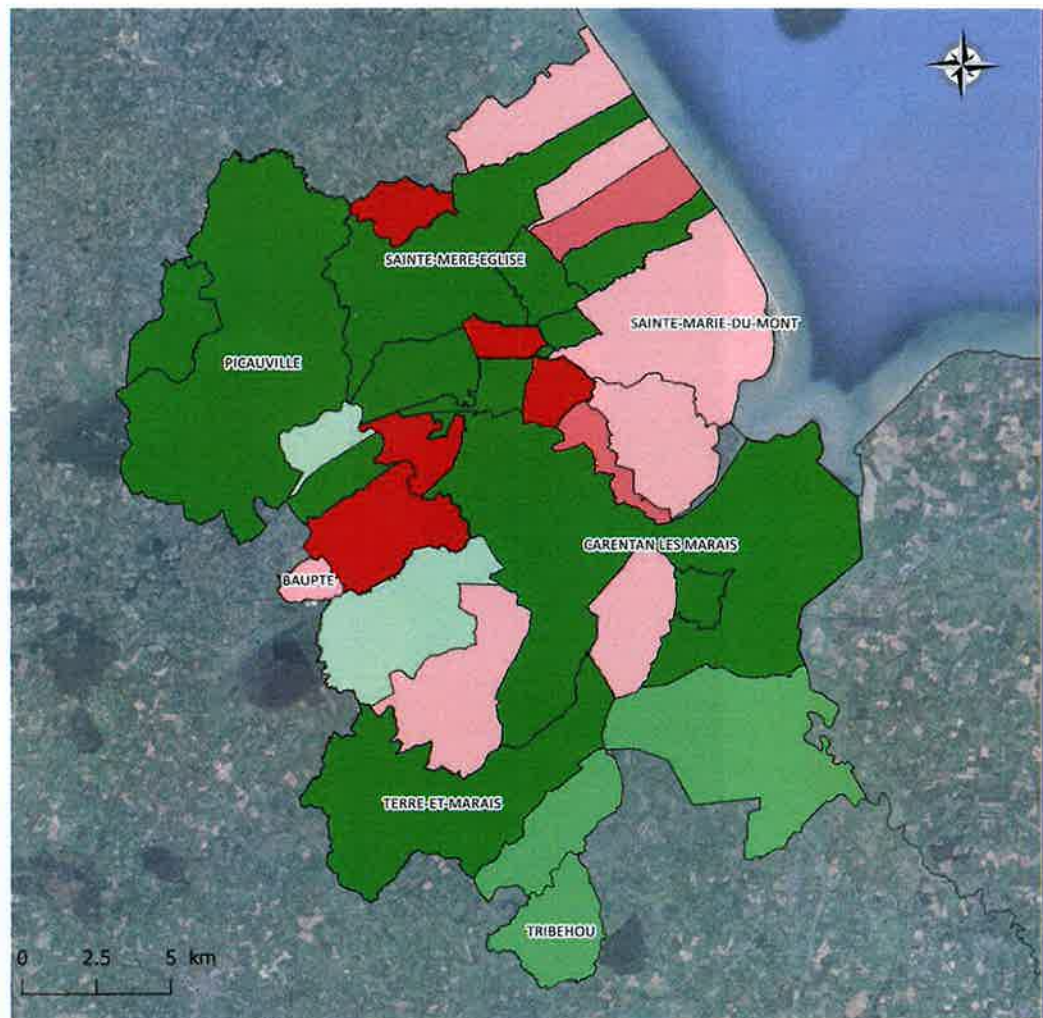 SAINTE-MERE-EGLISE
SAINTE-MARIE-DU-MONT
PICAUVILLE
CARENTAN LES MARAIS
BAUPTE
TERRE-ET-MARAIS
TRIBEHOU
0 2.5 5 km